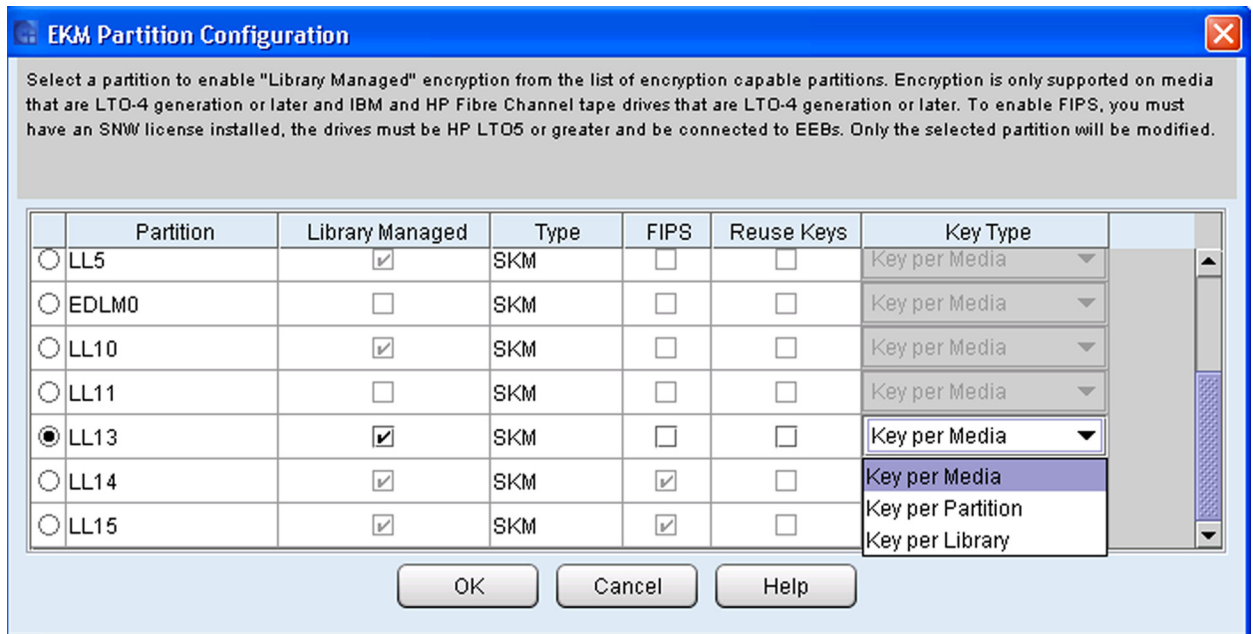 EKM Partition Configuration
Select a partition to enable "Library Managed" encryption from the list of encryption capable partitions. Encryption is only supported on media
that are LTO-4 generation or later and IBM and HP Fibre Channel tape drives that are LTO-4 generation or later. To enable FIPS, you must
have an SNW license installed, the drives must be HP LTO5 or greater and be connected to EEBs. Only the selected partition will be modified.
Partition Library Managed Type FIPS Reuse Keys Key Type
LL5 SKM Key per Media
EDLM0 SKM Key per Media
LL10 SKM Key per Media
LL11 SKM Key per Media
LL13 SKM Key per Media
LL14 SKM Key per Media
Key per Partition
LL15 SKM Key per Library
OK Cancel Help